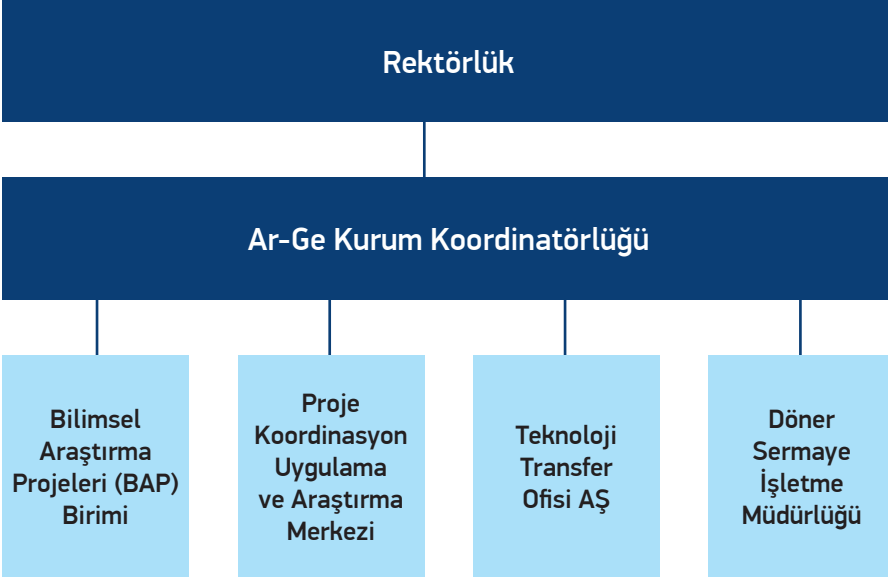 Rektörlük
Ar-Ge Kurum Koordinatörlüğü
Bilimsel
Araştırma
Projeleri (BAP)
Birimi
Proje
Koordinasyon
Uygulama
ve Araştırma
Merkezi
Teknoloji
Transfer
Ofisi AŞ
Döner
Sermaye
İşletme
Müdürlüğü